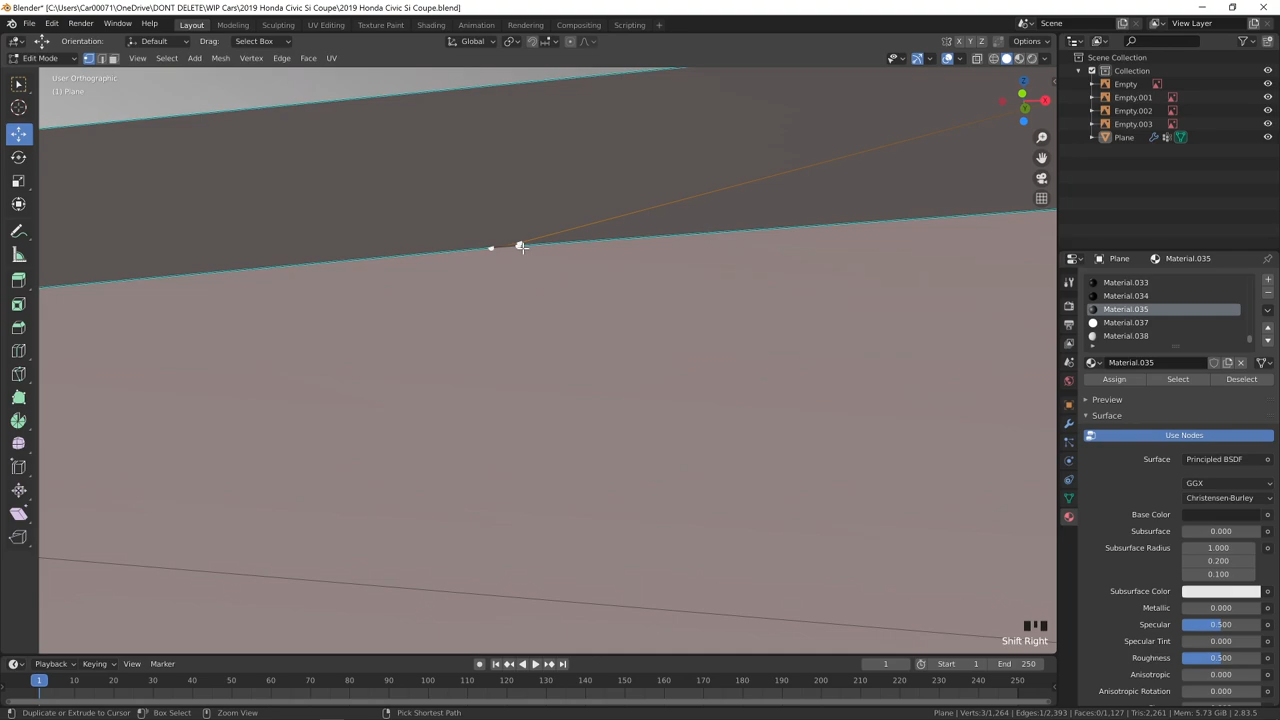 Blender* [C:\Users\Car00071\OneDrive\DONT DELETE\WIP Cars\2019 Honda Civic Si Coupe\2019 Honda Civic Si Coupe.blend]
File Edit Render Window Help Layout Modeling Sculpting UV Editing Texture Paint Shading Animation Rendering Compositing Scripting + Scene View Layer
Orientation: Default Drag: Select Box Global X Y Z Options
Edit Mode View Select Add Mesh Vertex Edge Face UV
User Orthographic
(1) Plane
Z
X
Y
Scene Collection
Collection
Empty
Empty.001
Empty.002
Empty.003
Plane
Plane Material.035
Material.033
Material.034
Material.035
Material.037
Material.038
Material.035
Assign Select Deselect
Preview
Surface
Use Nodes
Surface Principled BSDF
GGX
Christensen-Burley
Base Color
Subsurface 0.000
Subsurface Radius 1.000
0.200
0.100
Subsurface Color
Metallic 0.000
Specular 0.500
Specular Tint 0.000
Roughness 0.500
Anisotropic 0.000
Anisotropic Rotation 0.000
Shift Right
Playback Keying View Marker 1 Start 1 End 250
1 10 20 30 40 50 60 70 80 90 100 110 120 130 140 150 160 170 180 190 200 210 220 230 240 250
Duplicate or Extrude to Cursor Box Select Zoom View Pick Shortest Path Plane | Verts:3/1,264 | Edges:1/2,393 | Faces:0/1,127 | Tris:2,261 | Mem: 5.73 GiB | 2.83.5